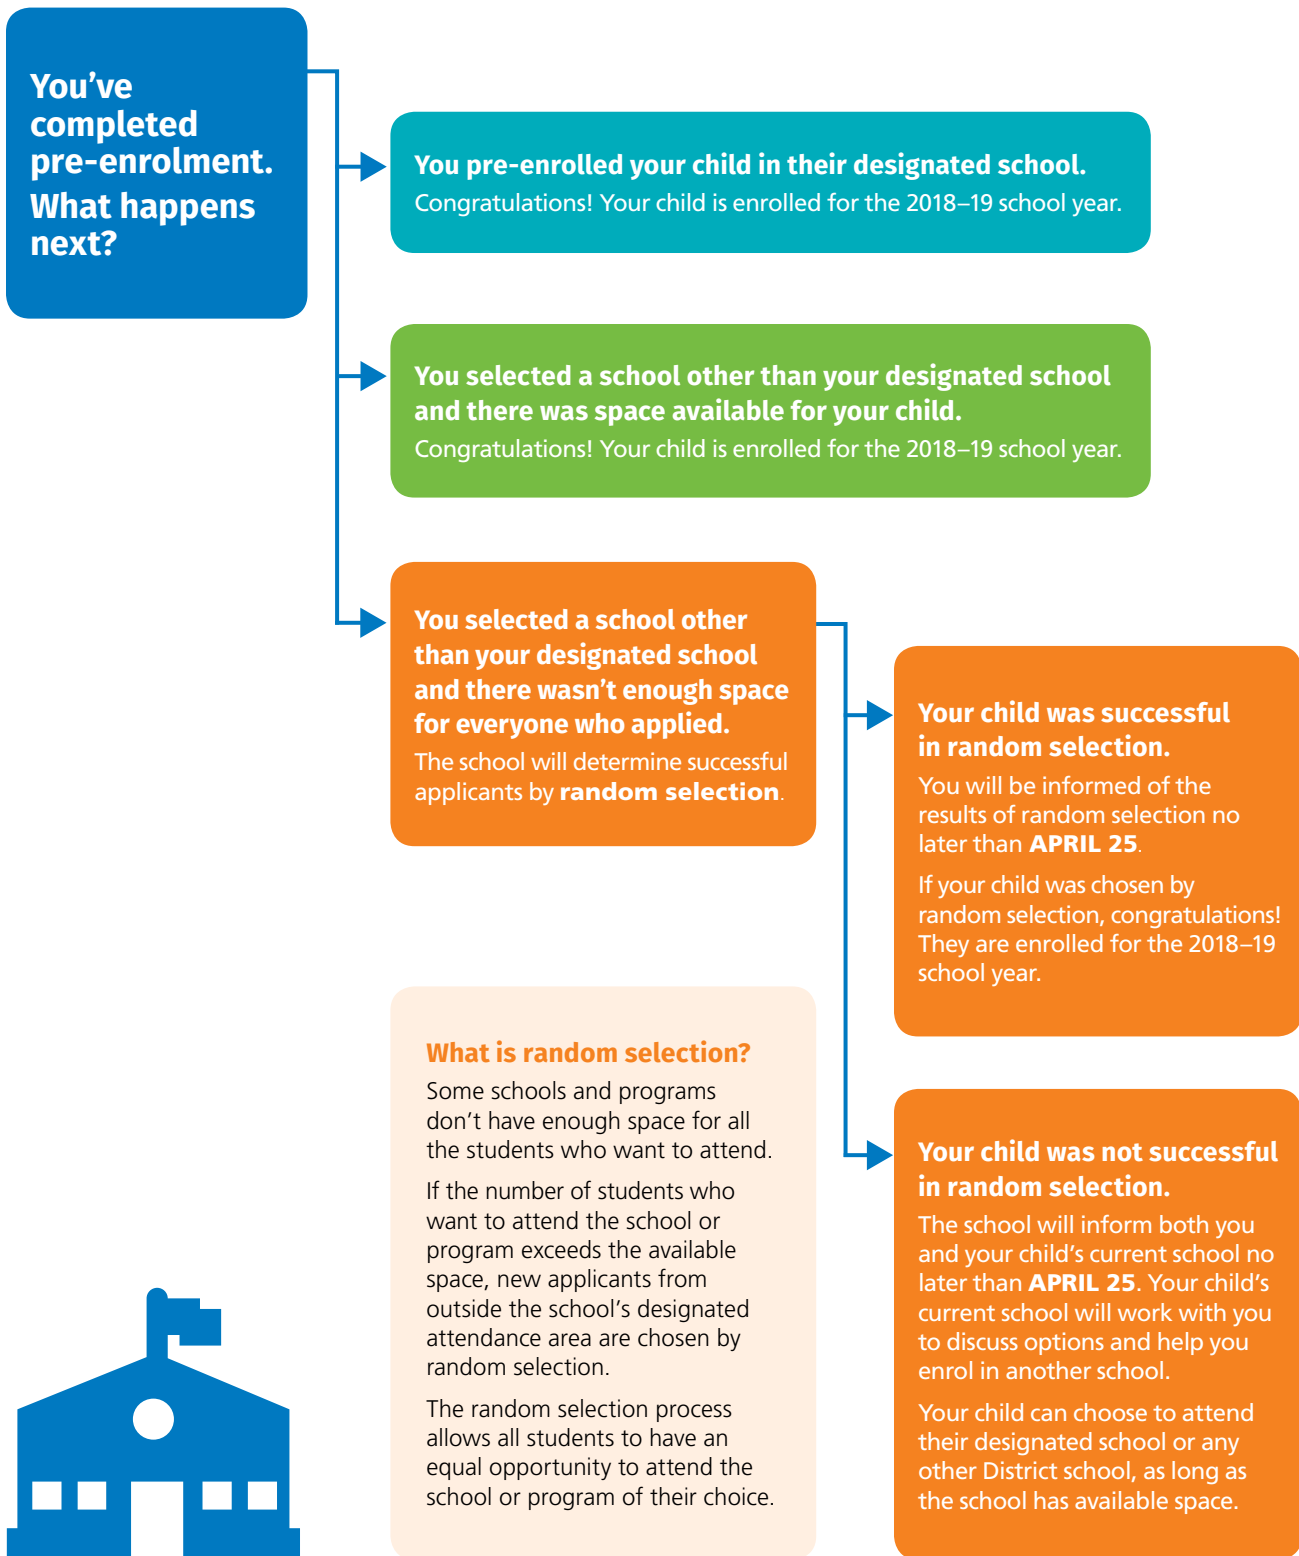 You’ve
completed
pre-enrolment.
What happens
next?
You pre-enrolled your child in their designated school.
Congratulations! Your child is enrolled for the 2018–19 school year.
You selected a school other than your designated school
and there was space available for your child.
Congratulations! Your child is enrolled for the 2018–19 school year.
You selected a school other
than your designated school
and there wasn’t enough space
for everyone who applied.
The school will determine successful
applicants by random selection.
Your child was successful
in random selection.
You will be informed of the
results of random selection no
later than APRIL 25.
If your child was chosen by
random selection, congratulations!
They are enrolled for the 2018–19
school year.
What is random selection?
Some schools and programs
don’t have enough space for all
the students who want to attend.
If the number of students who
want to attend the school or
program exceeds the available
space, new applicants from
outside the school’s designated
attendance area are chosen by
random selection.
The random selection process
allows all students to have an
equal opportunity to attend the
school or program of their choice.
Your child was not successful
in random selection.
The school will inform both you
and your child’s current school no
later than APRIL 25. Your child’s
current school will work with you
to discuss options and help you
enrol in another school.
Your child can choose to attend
their designated school or any
other District school, as long as
the school has available space.